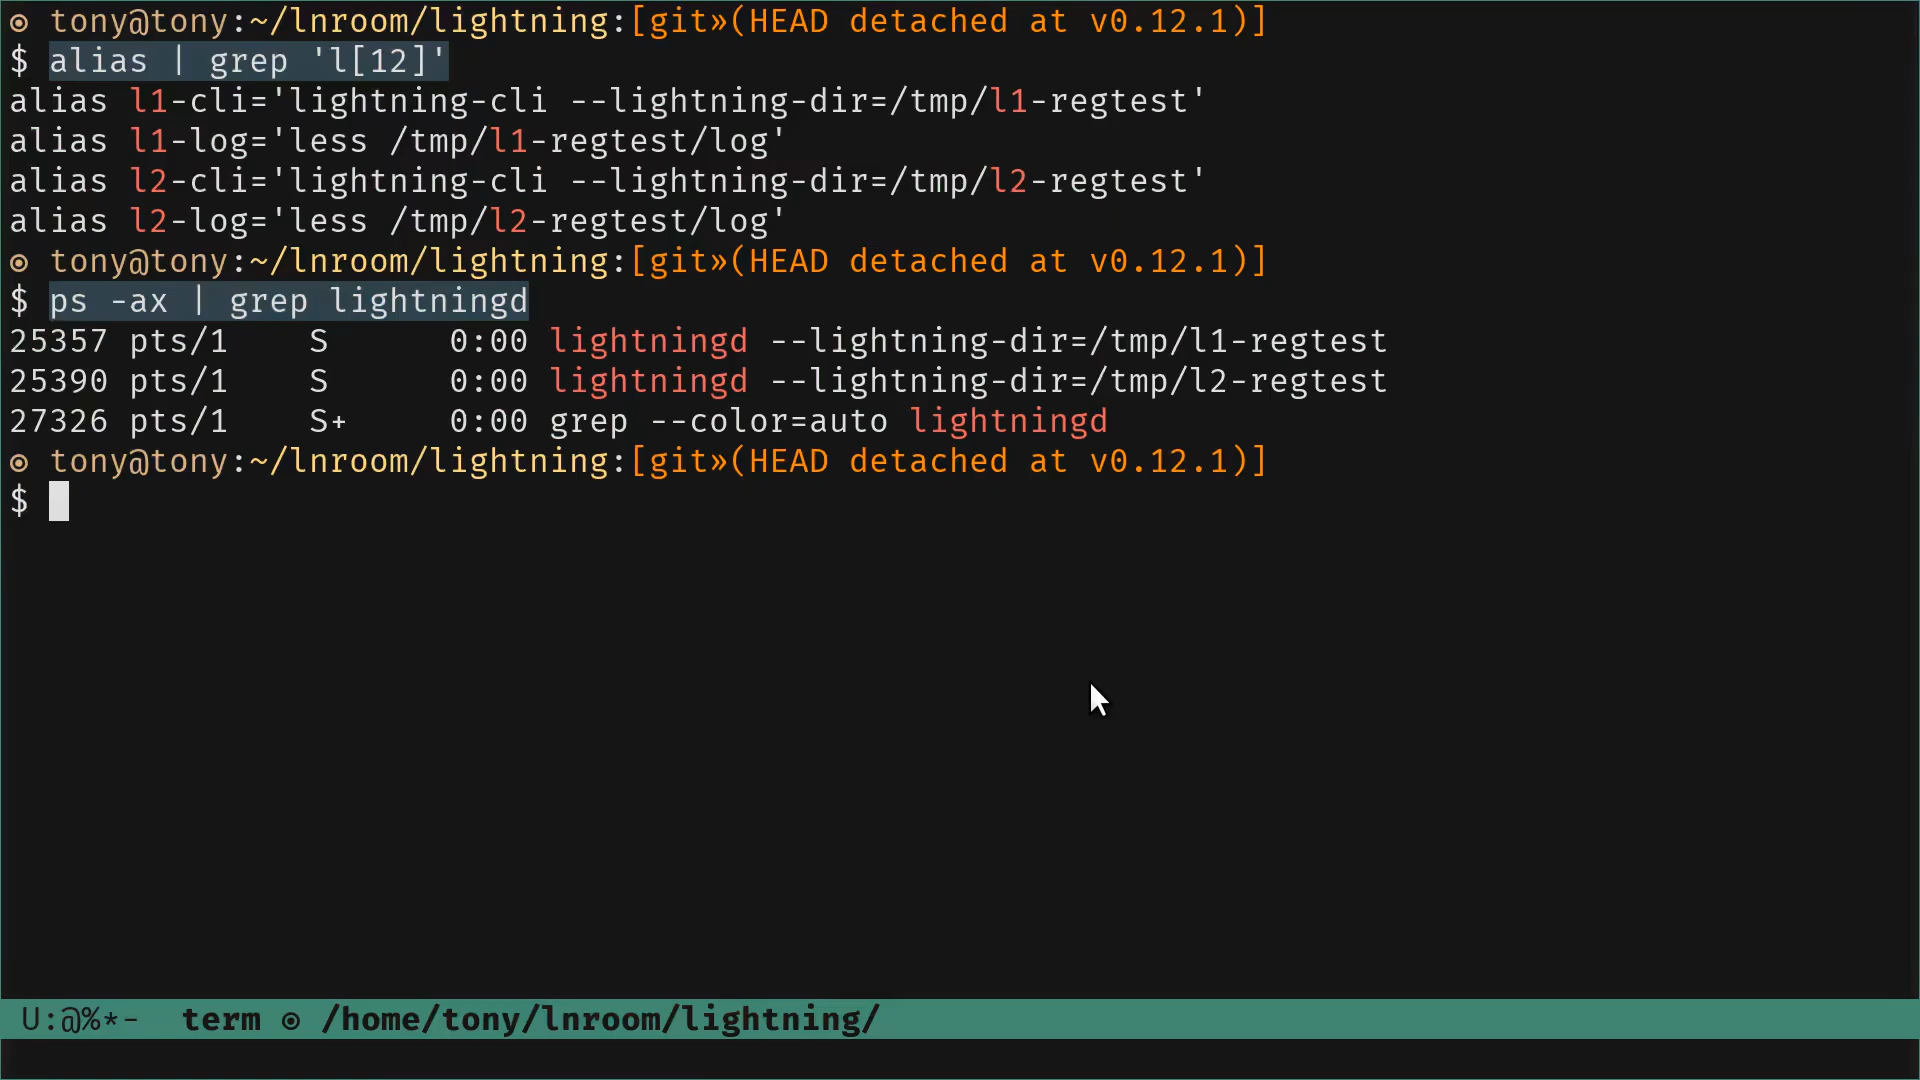 ⊙ tony@tony:~/lnroom/lightning:[git»(HEAD detached at v0.12.1)]
$ alias | grep 'l[12]'
alias l1-cli='lightning-cli --lightning-dir=/tmp/l1-regtest'
alias l1-log='less /tmp/l1-regtest/log'
alias l2-cli='lightning-cli --lightning-dir=/tmp/l2-regtest'
alias l2-log='less /tmp/l2-regtest/log'
⊙ tony@tony:~/lnroom/lightning:[git»(HEAD detached at v0.12.1)]
$ ps -ax | grep lightningd
25357 pts/1    S      0:00 lightningd --lightning-dir=/tmp/l1-regtest
25390 pts/1    S      0:00 lightningd --lightning-dir=/tmp/l2-regtest
27326 pts/1    S+     0:00 grep --color=auto lightningd
⊙ tony@tony:~/lnroom/lightning:[git»(HEAD detached at v0.12.1)]
$
U:@%*-  term ⊙ /home/tony/lnroom/lightning/